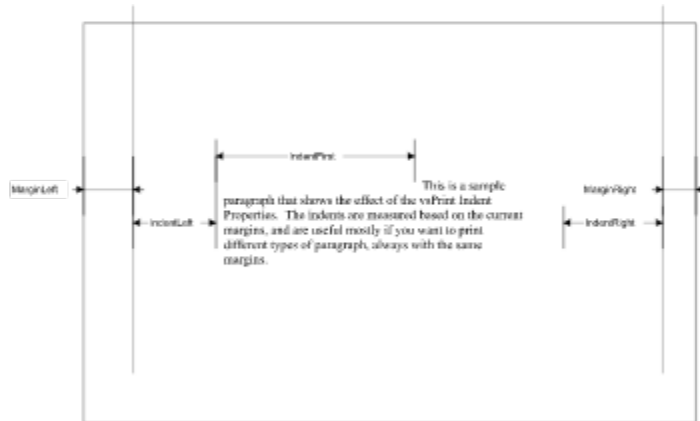 IndentFirst
This is a sample
MarginLeft
MarginRight
paragraph that shows the effect of the vsPrint Indent
Properties. The indents are measured based on the current
IndentLeft
IndentRight
margins, and are useful mostly if you want to print
different types of paragraph, always with the same
margins.